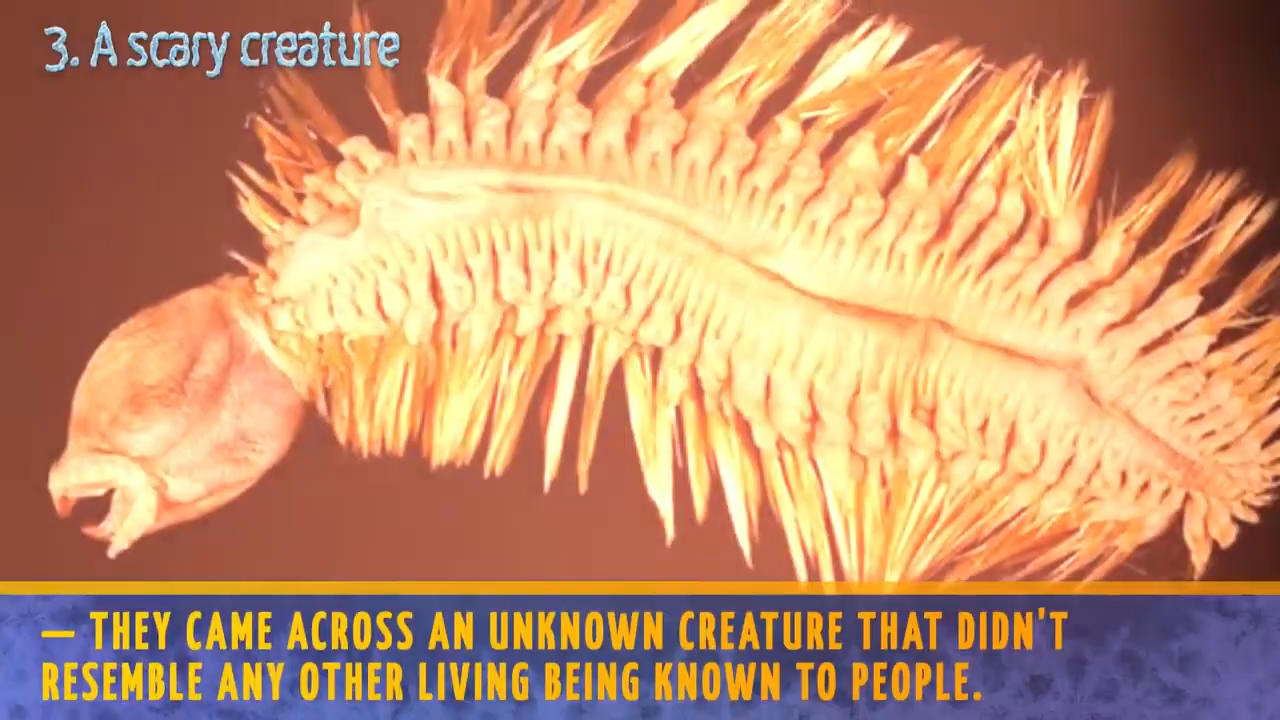 3. A scary creature
— THEY CAME ACROSS AN UNKNOWN CREATURE THAT DIDN'T
RESEMBLE ANY OTHER LIVING BEING KNOWN TO PEOPLE.